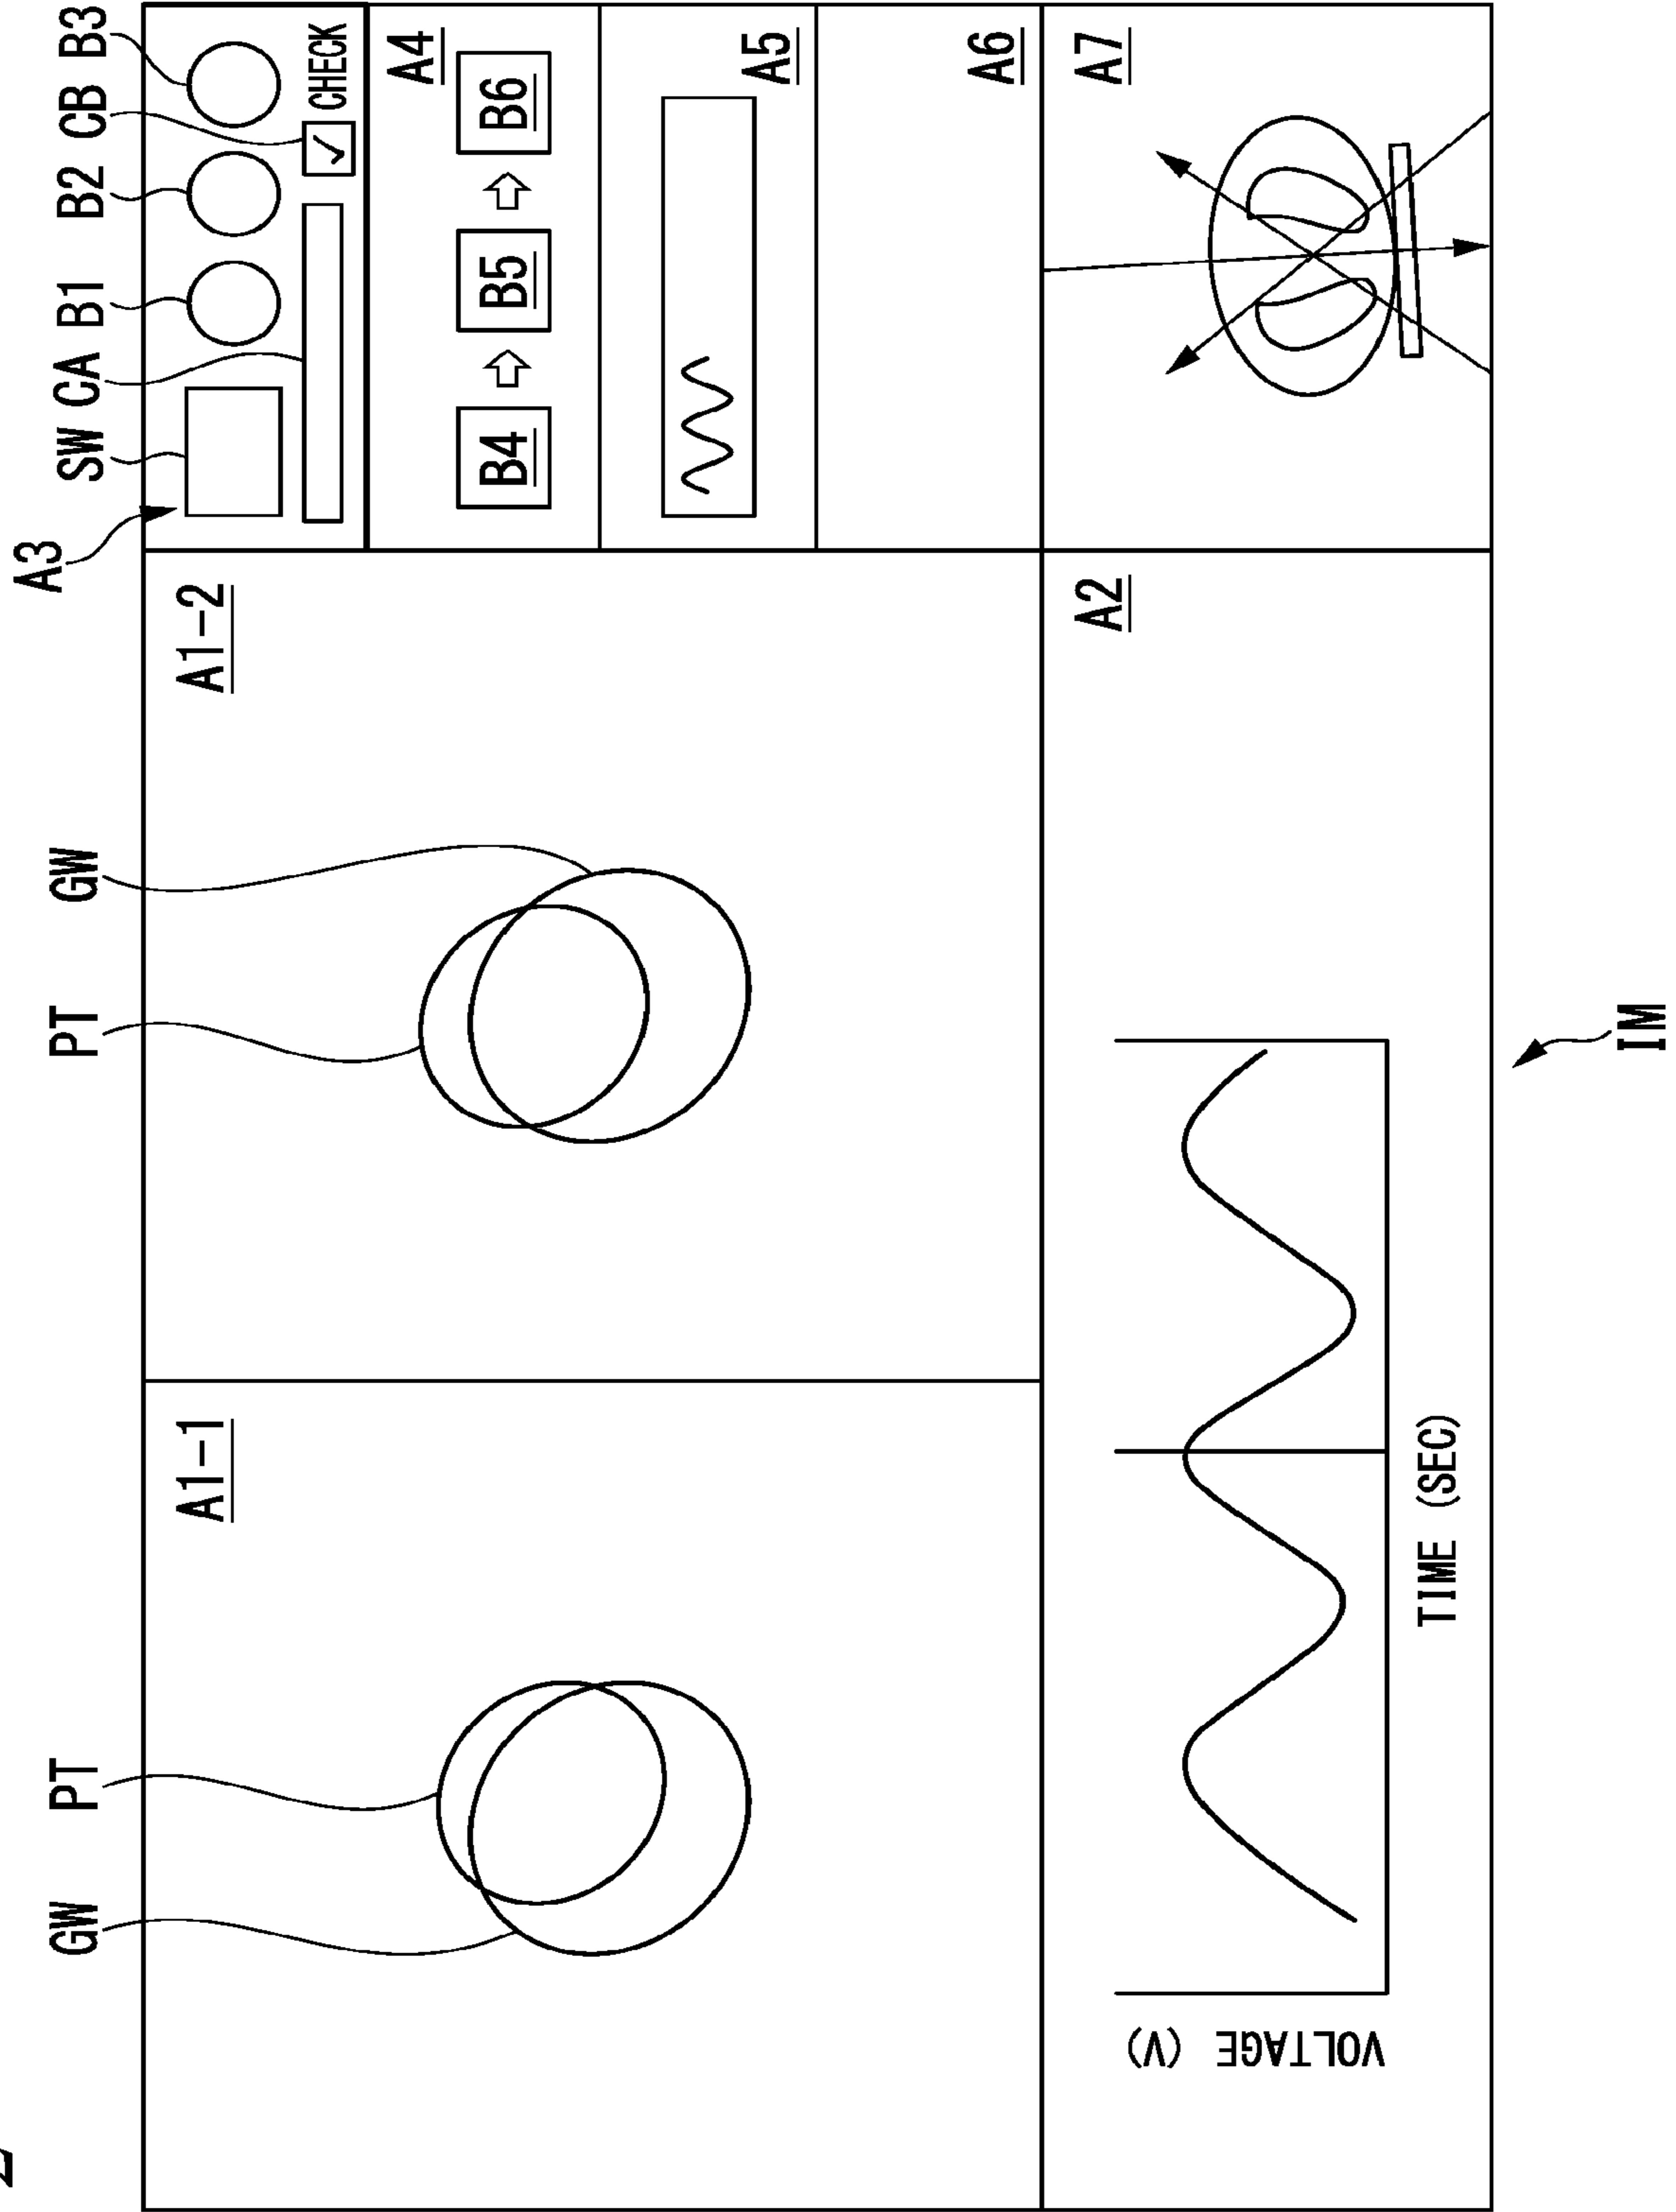 A3
GW PT PT GW SW CA B1 B2 CB B3
A1-1 A1-2
CHECK
A4
B4 B5 B6
A5
A6
A2 A7
VOLTAGE (V)
TIME (SEC)
IM